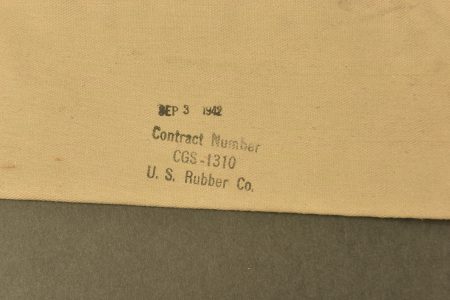 SEP 3 1942
Contract Number
CGS-1310
U. S. Rubber Co.